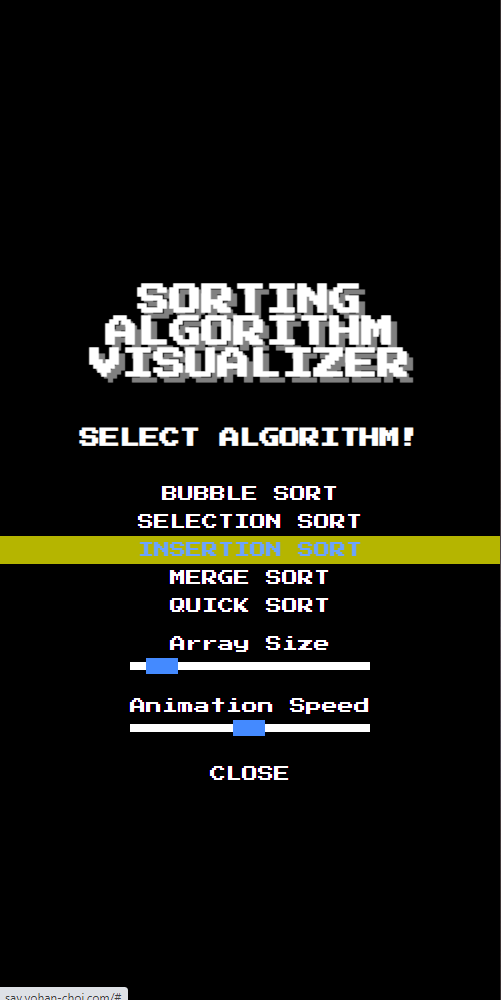 SORTING
ALGORITHM
VISUALIZER
SELECT ALGORITHM!
BUBBLE SORT
SELECTION SORT
INSERTION SORT
MERGE SORT
QUICK SORT
Array Size
Animation Speed
CLOSE
sav.yohan-choi.com/#